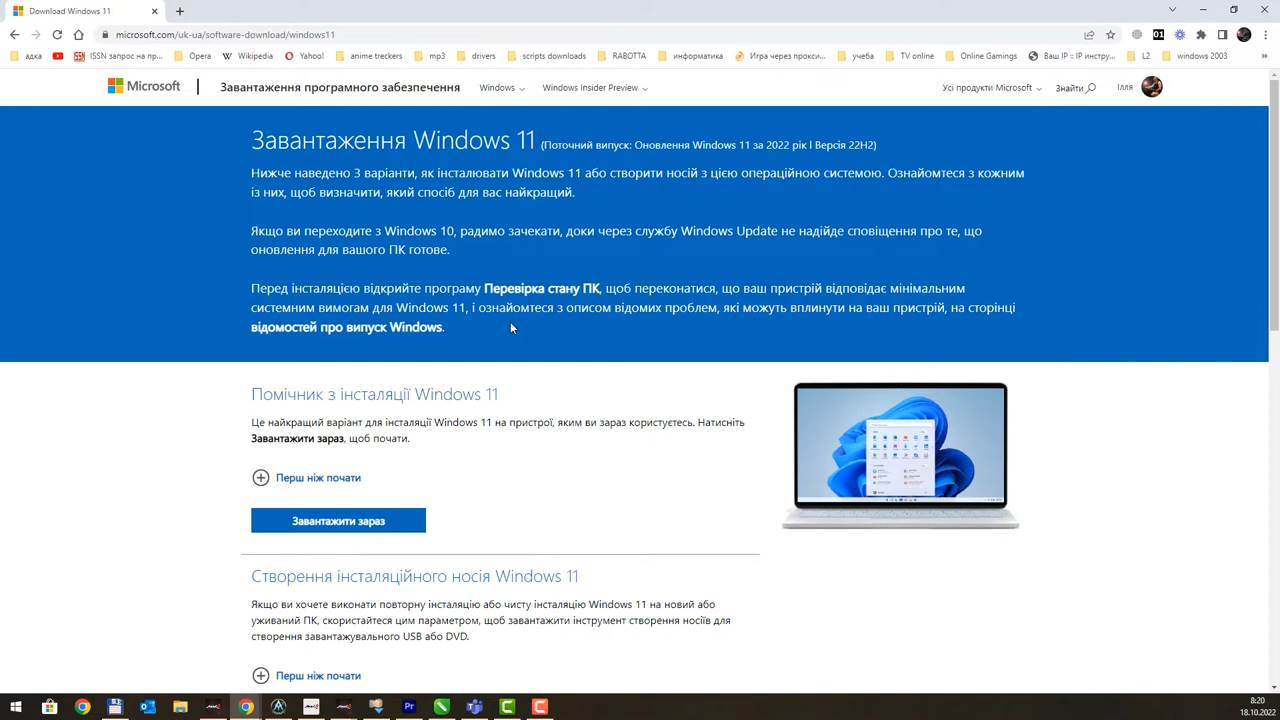 Download Windows 11
microsoft.com/uk-ua/software-download/windows11
адка
ISSN запрос на пр...
Opera
Wikipedia
Yahoo!
anime treckers
mp3
drivers
scripts downloads
RABOTTA
информатика
Игра через прокси...
учеба
TV online
Online Gamings
Ваш IP :: IP инстру...
L2
windows 2003
»
Microsoft
Завантаження програмного забезпечення
Windows
Windows Insider Preview
Усі продукти Microsoft
Знайти
Ілля
Завантаження Windows 11 (Поточний випуск: Оновлення Windows 11 за 2022 рік l Версія 22H2)
Нижче наведено 3 варіанти, як інсталювати Windows 11 або створити носій з цією операційною системою. Ознайомтеся з кожним
із них, щоб визначити, який спосіб для вас найкращий.
Якщо ви переходите з Windows 10, радимо зачекати, доки через службу Windows Update не надійде сповіщення про те, що
оновлення для вашого ПК готове.
Перед інсталяцією відкрийте програму Перевірка стану ПК, щоб переконатися, що ваш пристрій відповідає мінімальним
системним вимогам для Windows 11, і ознайомтеся з описом відомих проблем, які можуть вплинути на ваш пристрій, на сторінці
відомостей про випуск Windows.
Помічник з інсталяції Windows 11
Це найкращий варіант для інсталяції Windows 11 на пристрої, яким ви зараз користуєтесь. Натисніть
Завантажити зараз, щоб почати.
Перш ніж почати
Завантажити зараз
Створення інсталяційного носія Windows 11
Якщо ви хочете виконати повторну інсталяцію або чисту інсталяцію Windows 11 на новий або
уживаний ПК, скористайтеся цим параметром, щоб завантажити інструмент створення носіїв для
створення завантажувального USB або DVD.
Перш ніж почати
8:20
18.10.2022